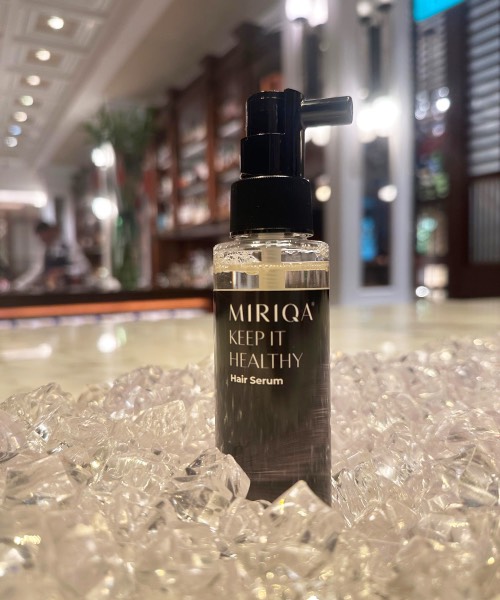 MIRIQA®
KEEP IT
HEALTHY
Hair Serum